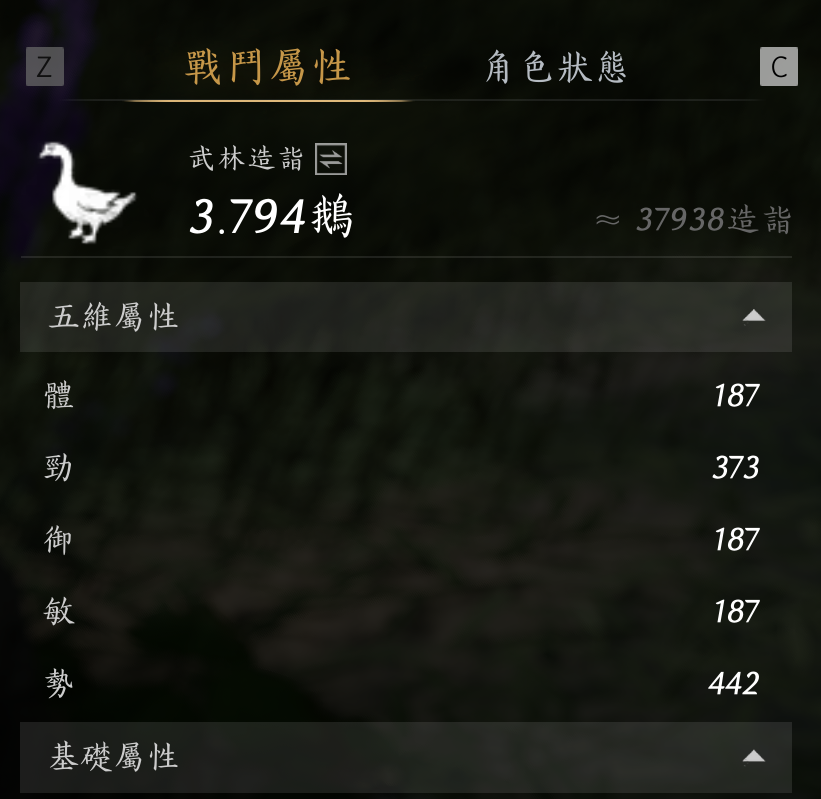 Z 戰鬥屬性 角色狀態 C
武林造詣
3.794鵝 ≈ 37938造詣
五維屬性
體 187
勁 373
御 187
敏 187
勢 442
基礎屬性